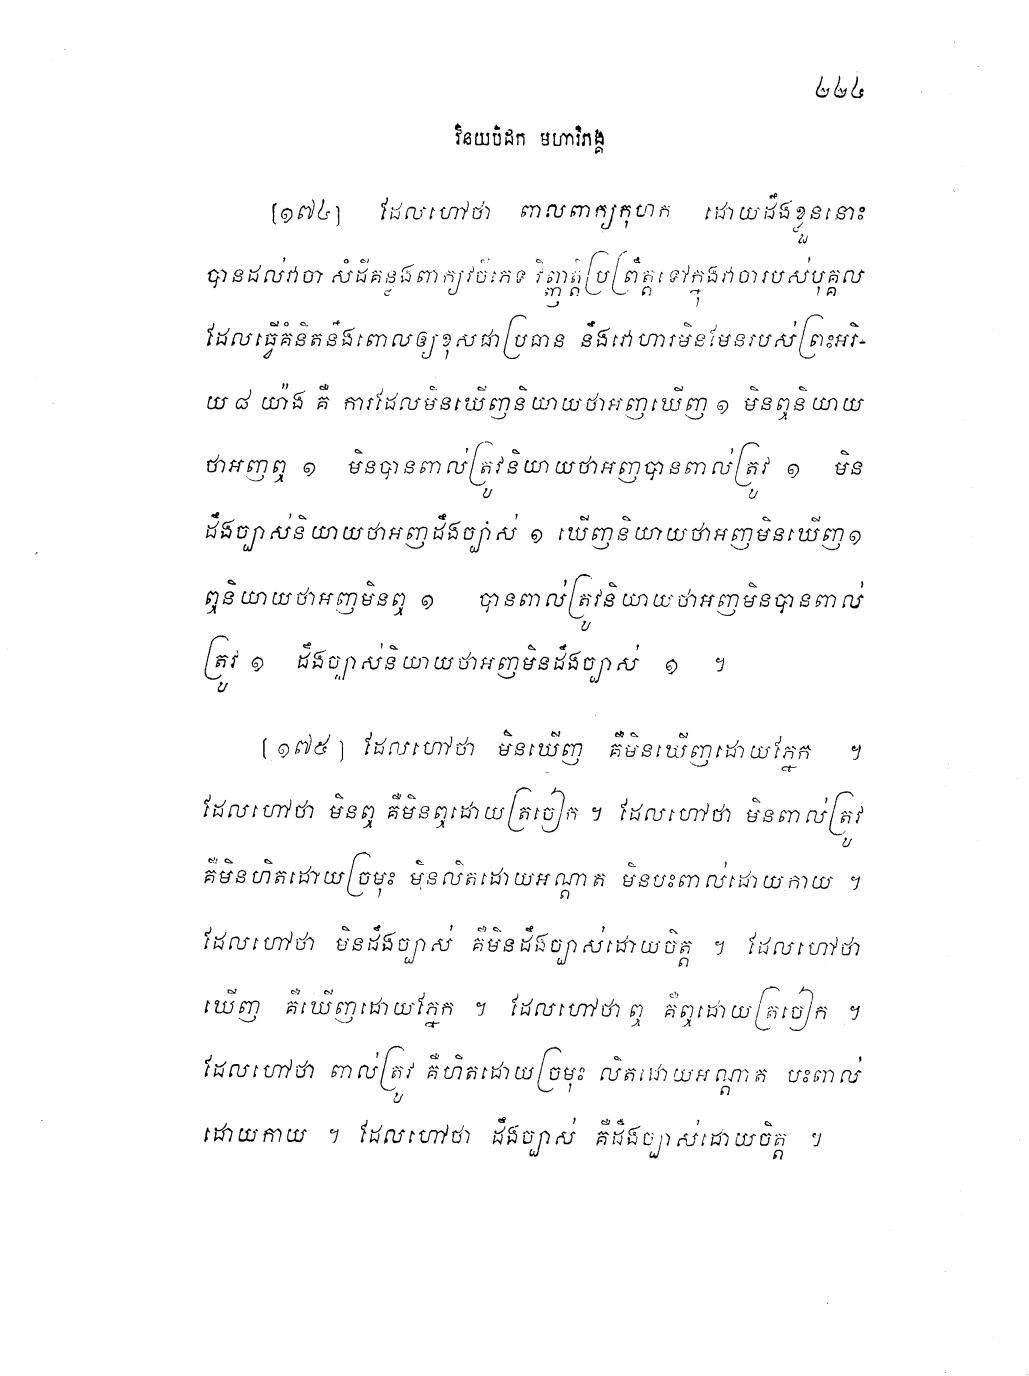 ២២៤
វិនយបិដក មហាវិភង្គ
[១៧៤] ដែលហៅថា ពាលពាក្យកុហក ដោយដឹងខ្លួននោះ
បានដល់វាចា សំដីគន្លងពាក្យវចីភេទ វិញ្ញត្តិប្រព្រឹត្តទៅក្នុងវាចារបស់បុគ្គល
ដែលធ្វើគំនិតនឹងពោលឲ្យខុសជាប្រធាន នឹងវោហារមិនមែនរបស់ព្រះអរិ-
យ ៨ យ៉ាង គឺ ការដែលមិនឃើញនិយាយថាអញឃើញ ១ មិនឮនិយាយ
ថាអញឮ ១ មិនបានពាល់ត្រូវនិយាយថាអញបានពាល់ត្រូវ ១ មិន
ដឹងច្បាស់និយាយថាអញដឹងច្បាស់ ១ ឃើញនិយាយថាអញមិនឃើញ១
ឮនិយាយថាអញមិនឮ ១ បានពាល់ត្រូវនិយាយថាអញមិនបានពាល់
ត្រូវ ១ ដឹងច្បាស់និយាយថាអញមិនដឹងច្បាស់ ១ ។
[១៧៥] ដែលហៅថា មិនឃើញ គឺមិនឃើញដោយភ្នែក ។
ដែលហៅថា មិនឮ គឺមិនឮដោយត្រចៀក ។ ដែលហៅថា មិនពាល់ត្រូវ
គឺមិនហិតដោយច្រមុះ មិនលិតដោយអណ្តាត មិនបះពាល់ដោយកាយ ។
ដែលហៅថា មិនដឹងច្បាស់ គឺមិនដឹងច្បាស់ដោយចិត្ត ។ ដែលហៅថា
ឃើញ គឺឃើញដោយភ្នែក ។ ដែលហៅថា ឮ គឺឮដោយត្រចៀក ។
ដែលហៅថា ពាល់ត្រូវ គឺហិតដោយច្រមុះ លិតដោយអណ្តាត បះពាល់
ដោយកាយ ។ ដែលហៅថា ដឹងច្បាស់ គឺដឹងច្បាស់ដោយចិត្ត ។